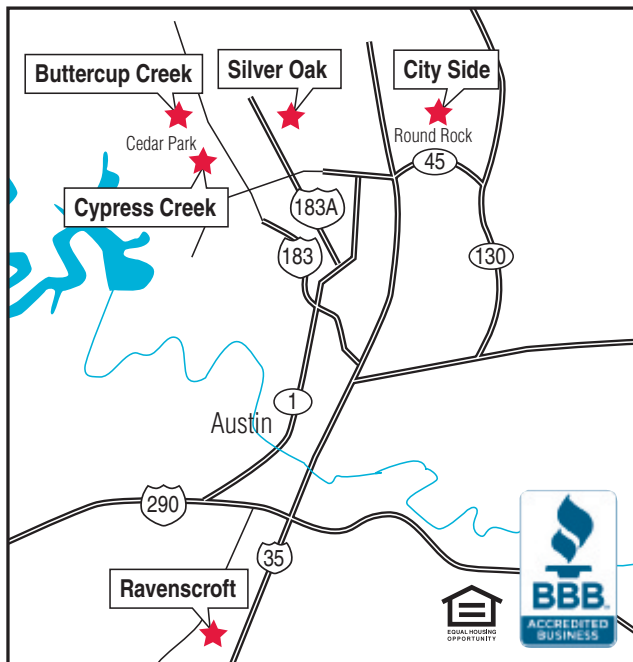 Buttercup Creek
Silver Oak
City Side
Cedar Park
Round Rock
45
Cypress Creek
183A
183
130
1
Austin
290
35
Ravenscroft
EQUAL HOUSING
OPPORTUNITY
BBB
ACCREDITED
BUSINESS